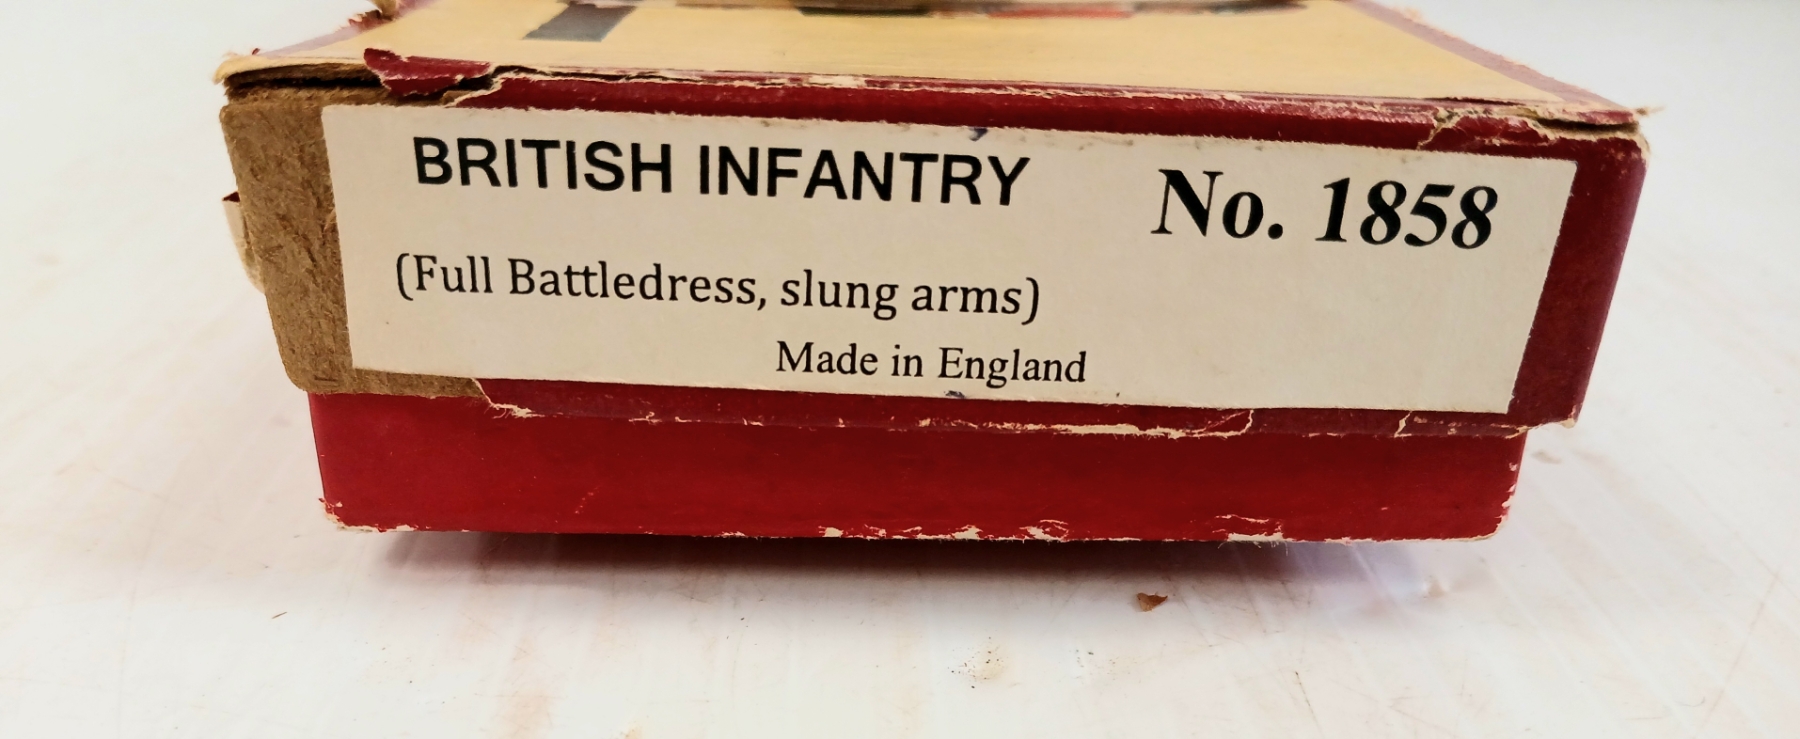 BRITISH INFANTRY
No. 1858
(Full Battledress, slung arms)
Made in England